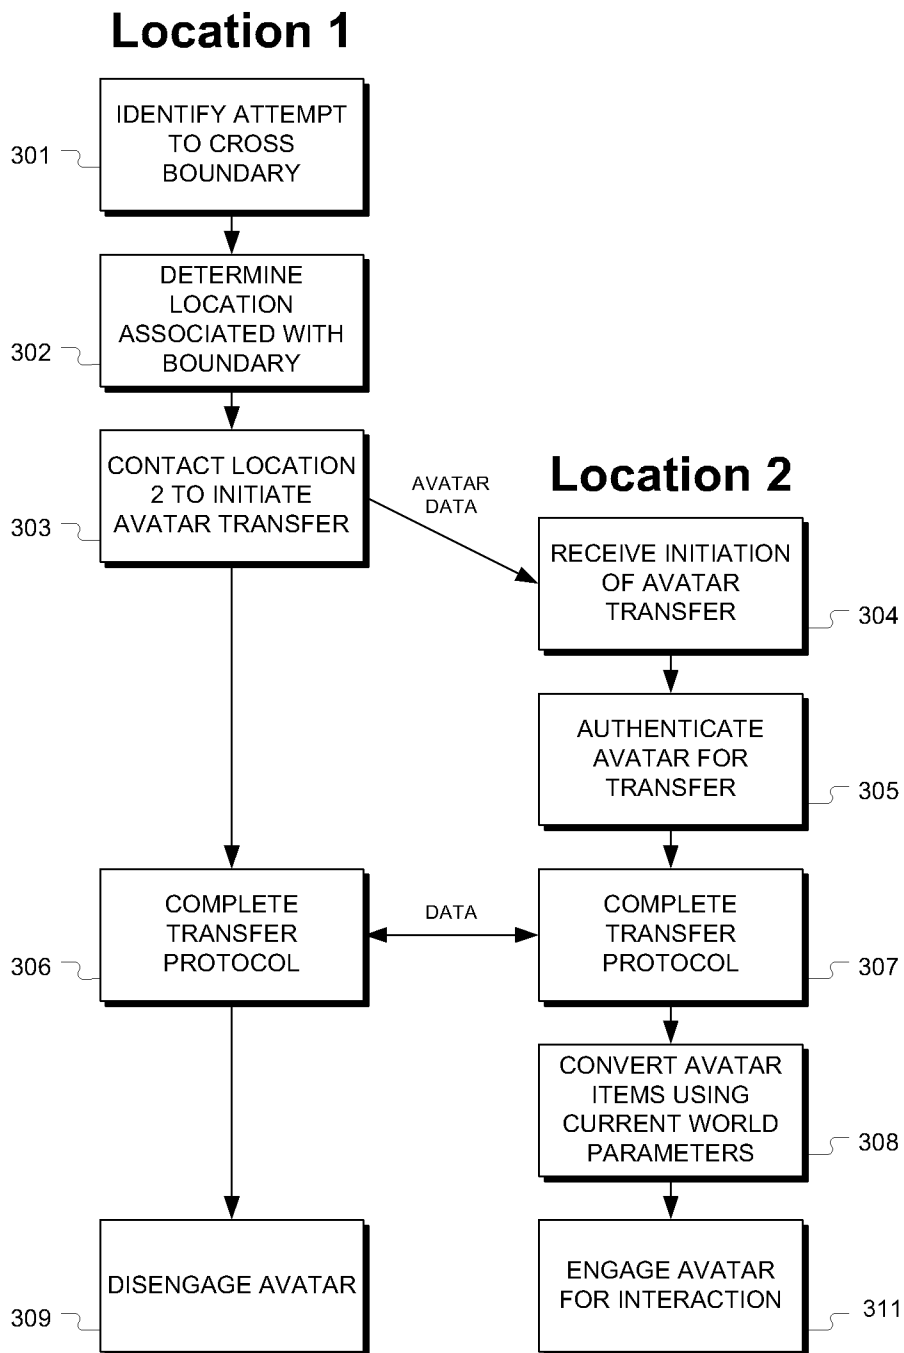 Location 1
IDENTIFY ATTEMPT
TO CROSS
BOUNDARY
301
DETERMINE
LOCATION
ASSOCIATED WITH
BOUNDARY
302
CONTACT LOCATION
2 TO INITIATE
AVATAR TRANSFER
303
AVATAR
DATA
Location 2
RECEIVE INITIATION
OF AVATAR
TRANSFER
304
AUTHENTICATE
AVATAR FOR
TRANSFER
305
COMPLETE
TRANSFER
PROTOCOL
306
DATA
COMPLETE
TRANSFER
PROTOCOL
307
CONVERT AVATAR
ITEMS USING
CURRENT WORLD
PARAMETERS
308
DISENGAGE AVATAR
309
ENGAGE AVATAR
FOR INTERACTION
311